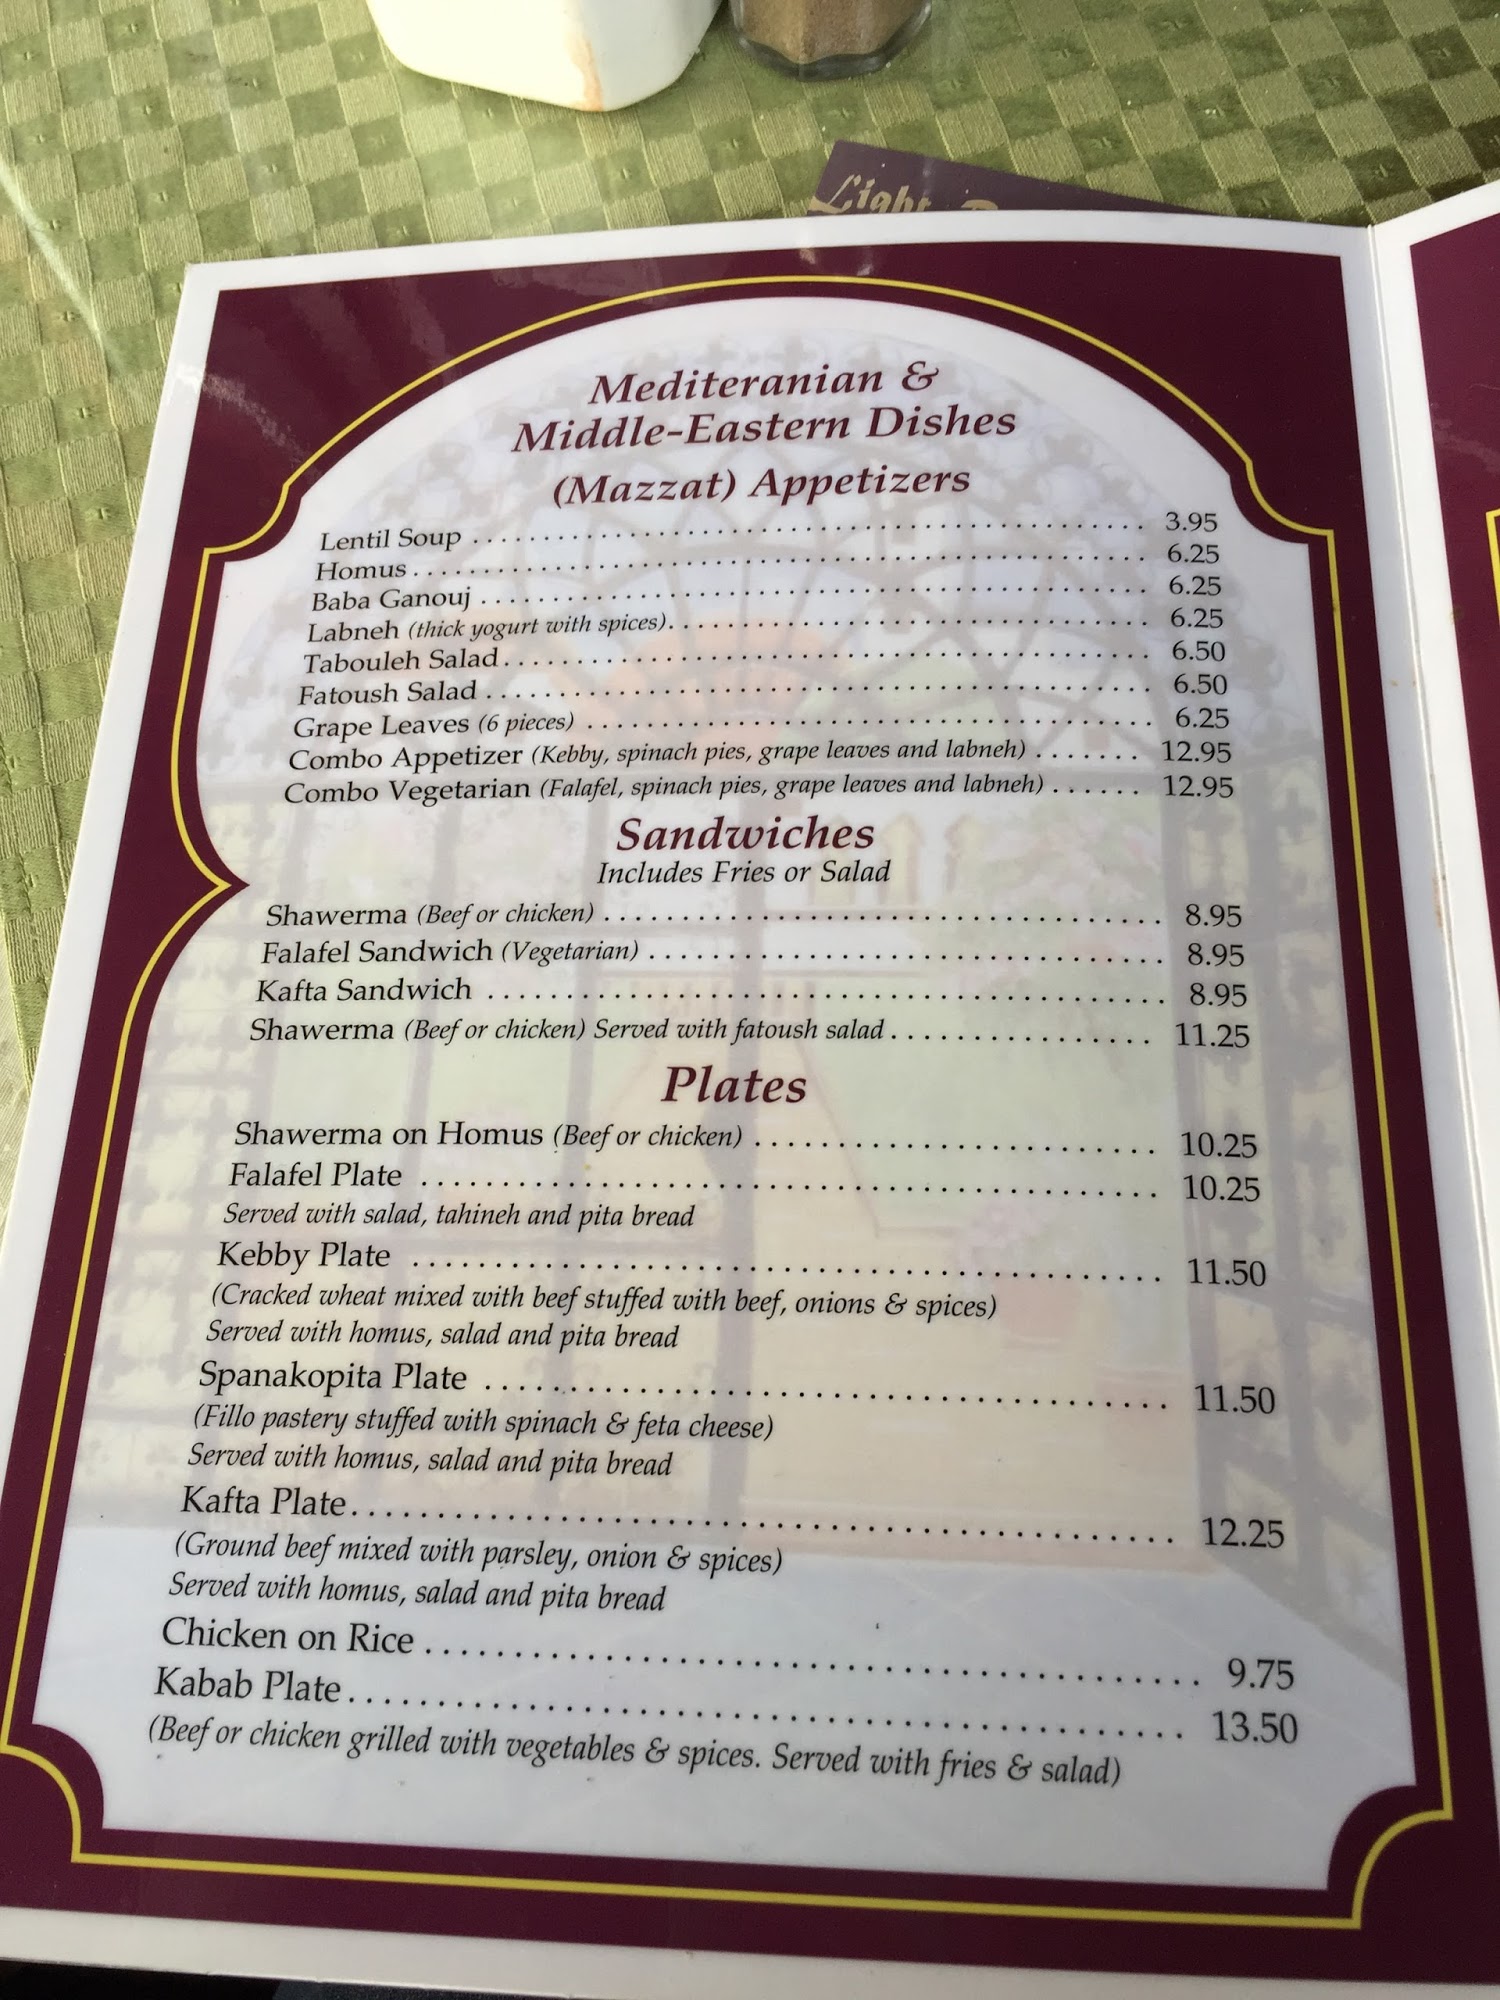 Light
Mediteranian &
Middle-Eastern Dishes
(Mazzat) Appetizers
Lentil Soup . . . . . . . . . . . . . . . . . . . . 3.95
Homus . . . . . . . . . . . . . . . . . . . . 6.25
Baba Ganouj . . . . . . . . . . . . . . . . . . . . 6.25
Labneh (thick yogurt with spices) . . . . . . . . . . . . . . . . . . . . 6.25
Tabouleh Salad . . . . . . . . . . . . . . . . . . . . 6.50
Fatoush Salad . . . . . . . . . . . . . . . . . . . . 6.50
Grape Leaves (6 pieces) . . . . . . . . . . . . . . . . . . . . 6.25
Combo Appetizer (Kebby, spinach pies, grape leaves and labneh) . . . . . . . 12.95
Combo Vegetarian (Falafel, spinach pies, grape leaves and labneh) . . . . . . 12.95
Sandwiches
Includes Fries or Salad
Shawerma (Beef or chicken) . . . . . . . . . . . . . . . . . . . . 8.95
Falafel Sandwich (Vegetarian) . . . . . . . . . . . . . . . . . . . . 8.95
Kafta Sandwich . . . . . . . . . . . . . . . . . . . . 8.95
Shawerma (Beef or chicken) Served with fatoush salad . . . . . . . . . . . . . . . . 11.25
Plates
Shawerma on Homus (Beef or chicken) . . . . . . . . . . . . . . . . . . . . 10.25
Falafel Plate . . . . . . . . . . . . . . . . . . . . 10.25
Served with salad, tahineh and pita bread
Kebby Plate . . . . . . . . . . . . . . . . . . . . 11.50
(Cracked wheat mixed with beef stuffed with beef, onions & spices)
Served with homus, salad and pita bread
Spanakopita Plate . . . . . . . . . . . . . . . . . . . . 11.50
(Fillo pastery stuffed with spinach & feta cheese)
Served with homus, salad and pita bread
Kafta Plate . . . . . . . . . . . . . . . . . . . . 12.25
(Ground beef mixed with parsley, onion & spices)
Served with homus, salad and pita bread
Chicken on Rice . . . . . . . . . . . . . . . . . . . . 9.75
Kabab Plate . . . . . . . . . . . . . . . . . . . . 13.50
(Beef or chicken grilled with vegetables & spices. Served with fries & salad)